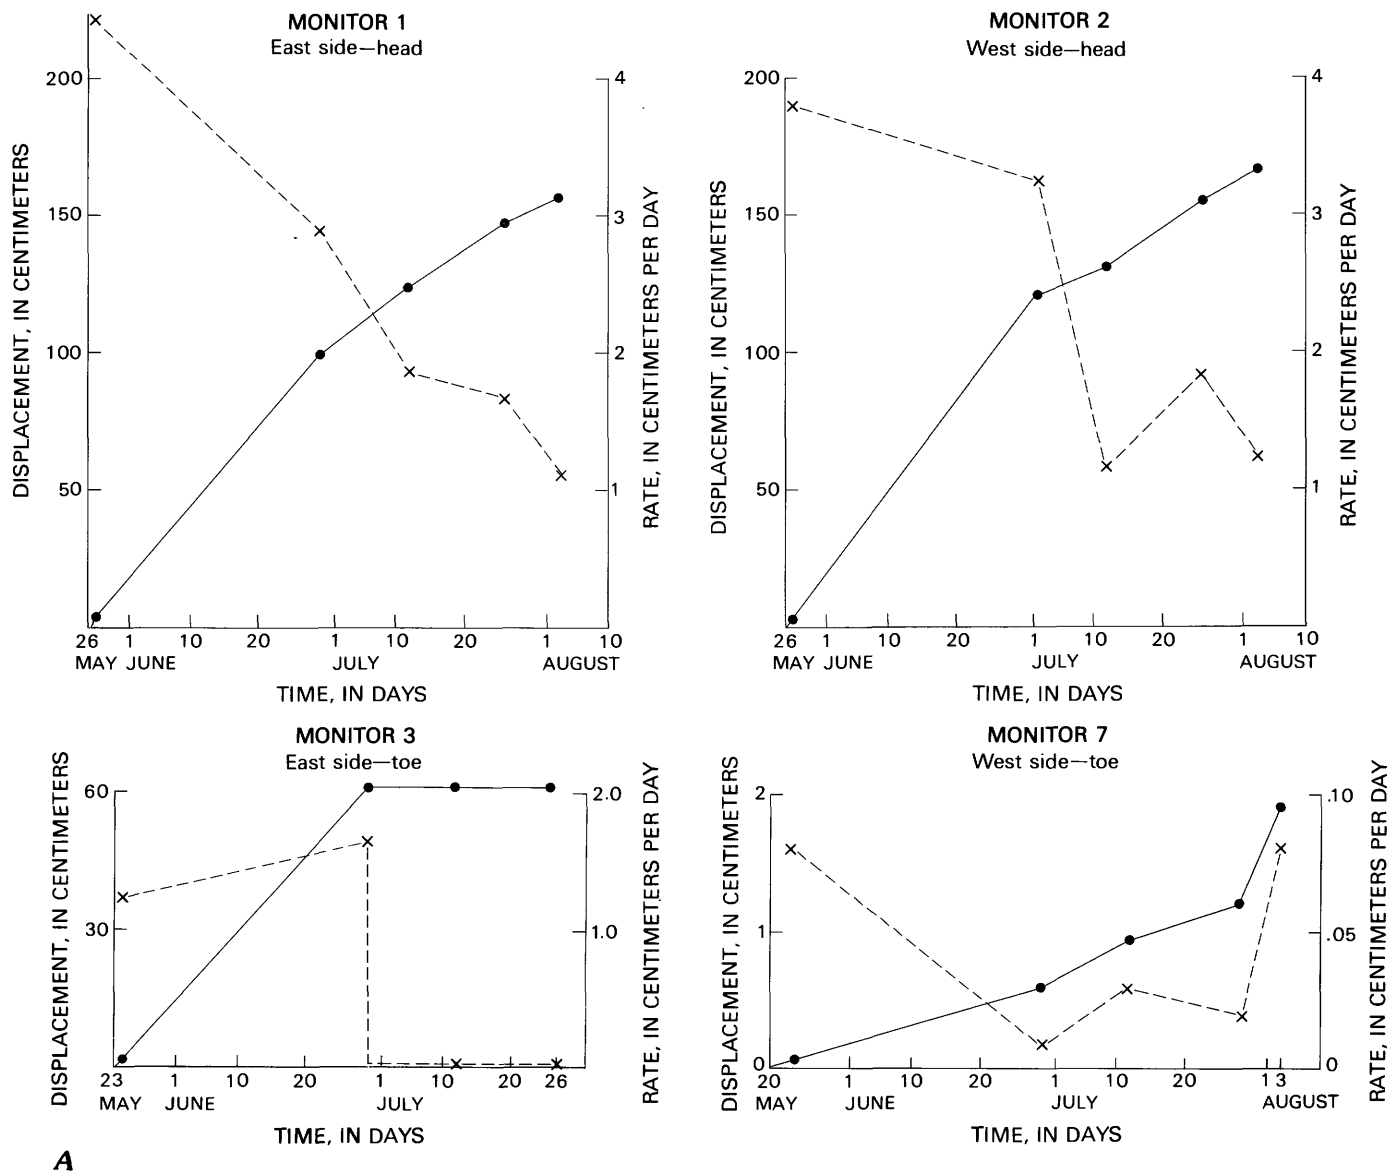 MONITOR 1
East side—head
DISPLACEMENT, IN CENTIMETERS
200
150
100
50
4
3
2
1
RATE, IN CENTIMETERS PER DAY
26 1 10 20 1 10 20 1 10
MAY JUNE JULY AUGUST
TIME, IN DAYS
MONITOR 2
West side—head
DISPLACEMENT, IN CENTIMETERS
200
150
100
50
4
3
2
1
RATE, IN CENTIMETERS PER DAY
26 1 10 20 1 10 20 1 10
MAY JUNE JULY AUGUST
TIME, IN DAYS
MONITOR 3
East side—toe
DISPLACEMENT, IN CENTIMETERS
60
30
2.0
1.0
RATE, IN CENTIMETERS PER DAY
23 1 10 20 1 10 20 26
MAY JUNE JULY
TIME, IN DAYS
MONITOR 7
West side—toe
DISPLACEMENT, IN CENTIMETERS
2
1
0
.10
.05
0
RATE, IN CENTIMETERS PER DAY
20 1 10 20 1 10 20 1 3
MAY JUNE JULY AUGUST
TIME, IN DAYS
A